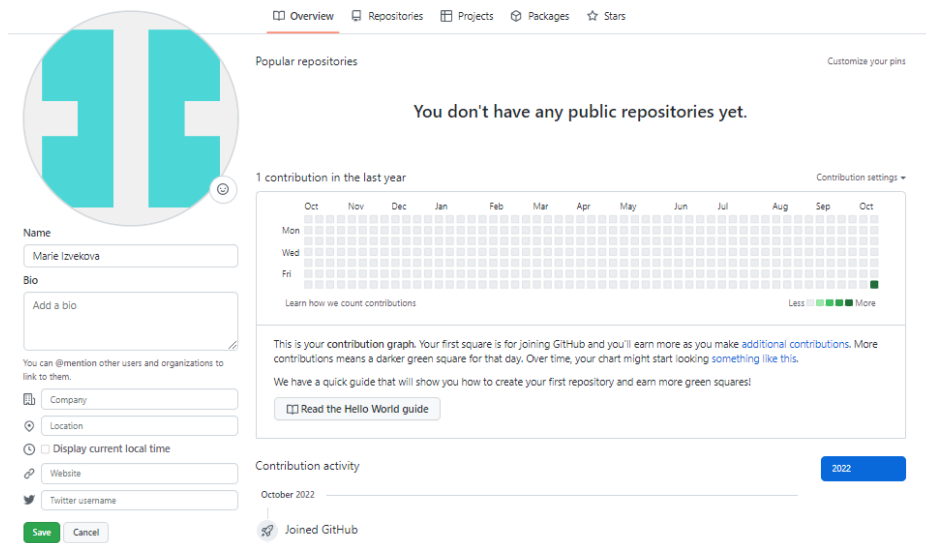 Overview Repositories Projects Packages Stars
Popular repositories Customize your pins
You don't have any public repositories yet.
1 contribution in the last year Contribution settings
Oct Nov Dec Jan Feb Mar Apr May Jun Jul Aug Sep Oct
Mon
Wed
Fri
Learn how we count contributions Less More
This is your contribution graph. Your first square is for joining GitHub and you'll earn more as you make additional contributions. More
contributions means a darker green square for that day. Over time, your chart might start looking something like this.
We have a quick guide that will show you how to create your first repository and earn more green squares!
Read the Hello World guide
Contribution activity 2022
October 2022
Joined GitHub
Name
Marie Izvekova
Bio
Add a bio
You can @mention other users and organizations to
link to them.
Company
Location
Display current local time
Website
Twitter username
Save Cancel